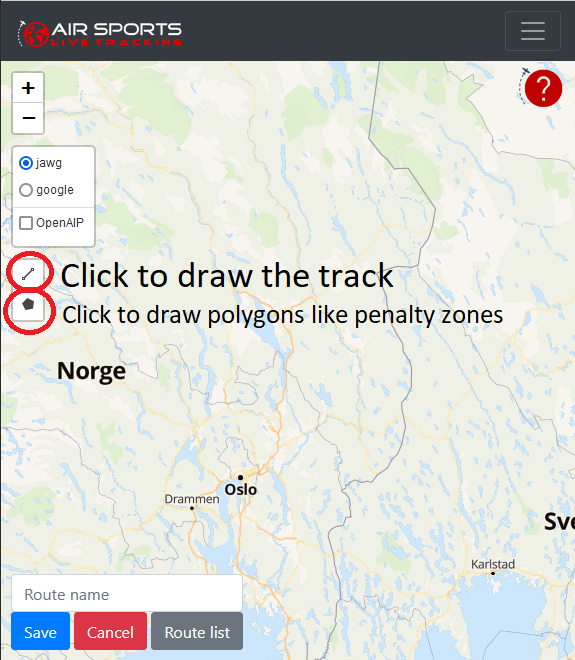 AIR SPORTS
LIVE TRACKING
+
−
?
jawg
google
OpenAIP
Click to draw the track
Click to draw polygons like penalty zones
Norge
Drammen
Oslo
Sve
Karlstad
Route name
Save Cancel Route list